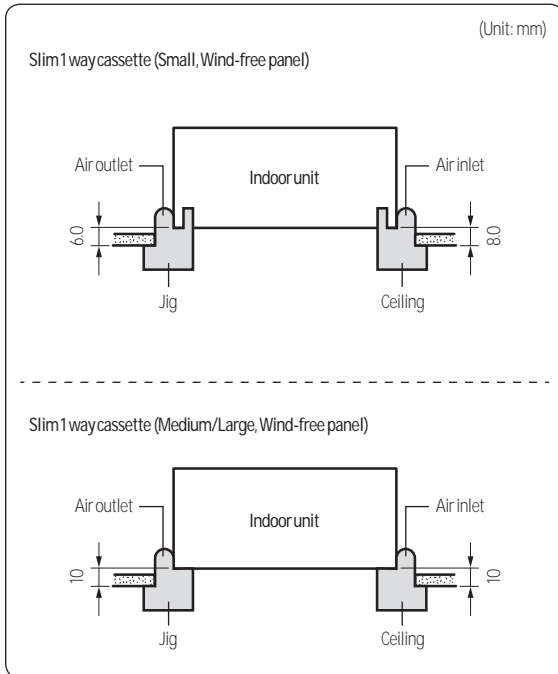 (Unit: mm)
Slim 1 way cassette (Small, Wind-free panel)
Air outlet
Indoor unit
Air inlet
6.0
8.0
Jig
Ceiling
Slim 1 way cassette (Medium/Large, Wind-free panel)
Air outlet
Indoor unit
Air inlet
10
10
Jig
Ceiling